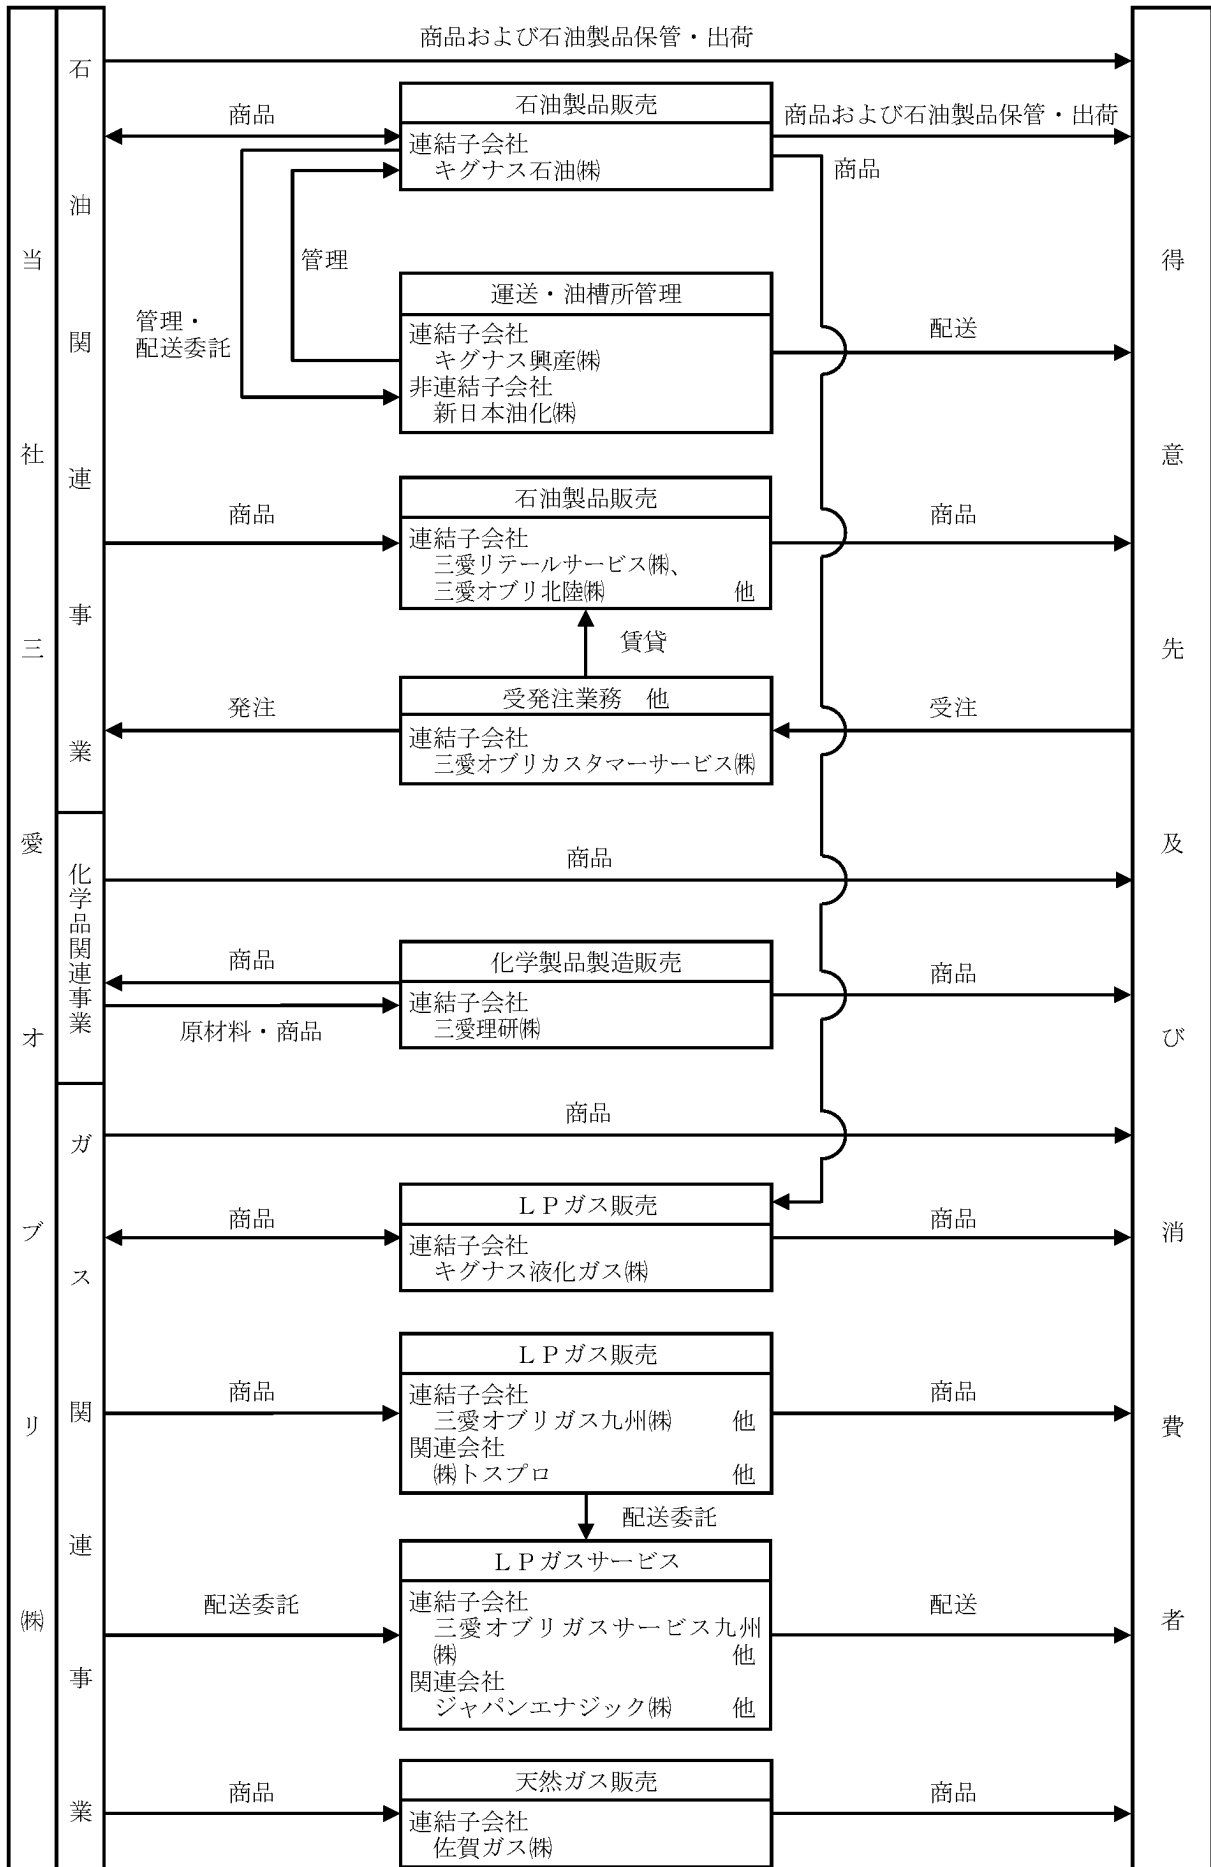 当社三愛オブリ㈱
石油関連事業
化学品関連事業
ガス関連事業
得意先及び消費者
商品および石油製品保管・出荷
商品
石油製品販売
連結子会社
キグナス石油㈱
商品および石油製品保管・出荷
商品
管理
管理・
配送委託
運送・油槽所管理
連結子会社
キグナス興産㈱
非連結子会社
新日本油化㈱
配送
商品
石油製品販売
連結子会社
三愛リテールサービス㈱、
三愛オブリ北陸㈱ 他
商品
賃貸
発注
受発注業務 他
連結子会社
三愛オブリカスタマーサービス㈱
受注
商品
商品
原材料・商品
化学製品製造販売
連結子会社
三愛理研㈱
商品
商品
商品
ＬＰガス販売
連結子会社
キグナス液化ガス㈱
商品
商品
ＬＰガス販売
連結子会社
三愛オブリガス九州㈱ 他
関連会社
㈱トスプロ 他
商品
配送委託
配送委託
ＬＰガスサービス
連結子会社
三愛オブリガスサービス九州
㈱ 他
関連会社
ジャパンエナジック㈱ 他
配送
商品
天然ガス販売
連結子会社
佐賀ガス㈱
商品